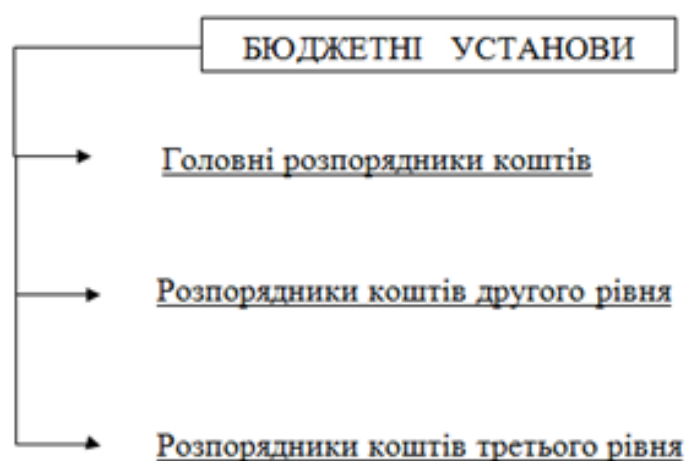 БЮДЖЕТНІ УСТАНОВИ
Головні розпорядники коштів
Розпорядники коштів другого рівня
Розпорядники коштів третього рівня